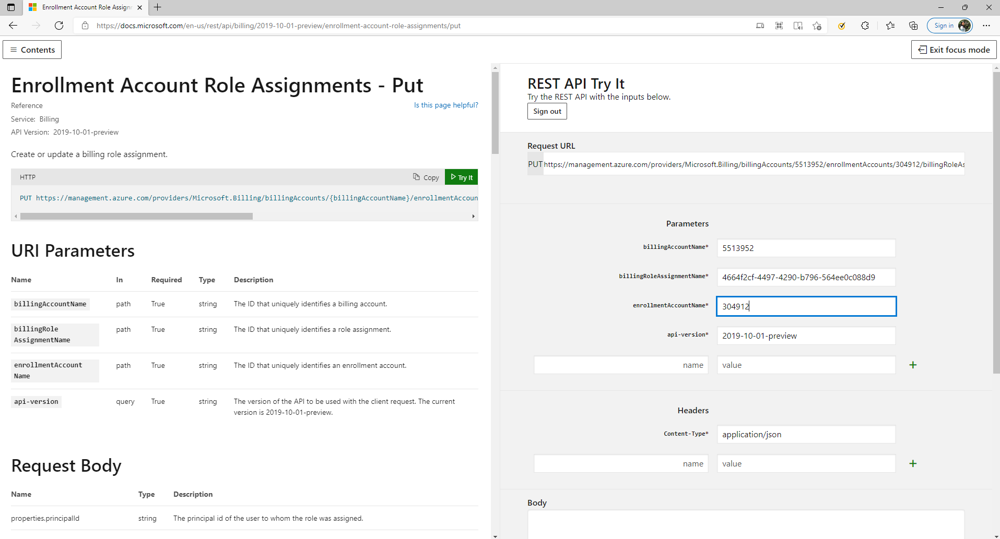 Enrollment Account Role Assignm
https://docs.microsoft.com/en-us/rest/api/billing/2019-10-01-preview/enrollment-account-role-assignments/put
Sign in
Contents
Exit focus mode
Enrollment Account Role Assignments - Put
Reference
Is this page helpful?
Service: Billing
API Version: 2019-10-01-preview
Create or update a billing role assignment.
HTTP
Copy
Try It
PUT https://management.azure.com/providers/Microsoft.Billing/billingAccounts/{billingAccountName}/enrollmentAccoun
URI Parameters
Name In Required Type Description
billingAccountName path True string The ID that uniquely identifies a billing account.
billingRole path True string The ID that uniquely identifies a role assignment.
AssignmentName
enrollmentAccount path True string The ID that uniquely identifies an enrollment account.
Name
api-version query True string The version of the API to be used with the client request. The current
version is 2019-10-01-preview.
Request Body
Name Type Description
properties.principalId string The principal id of the user to whom the role was assigned.
REST API Try It
Try the REST API with the inputs below.
Sign out
Request URL
PUT https://management.azure.com/providers/Microsoft.Billing/billingAccounts/5513952/enrollmentAccounts/304912/billingRoleAs
Parameters
billingAccountName* 5513952
billingRoleAssignmentName* 4664f2cf-4497-4290-b796-564ee0c088d9
enrollmentAccountName* 304912
api-version* 2019-10-01-preview
name value +
Headers
Content-Type* application/json
name value +
Body